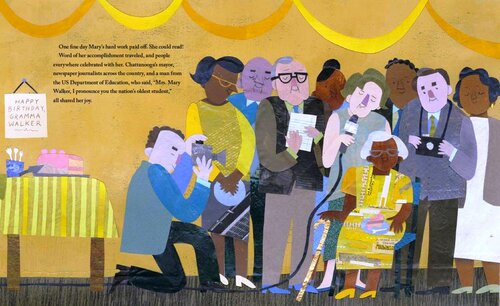 One fine day Mary's hard work paid off. She could read!
Word of her accomplishment traveled, and people
everywhere celebrated with her. Chattanooga's mayor,
newspaper journalists across the country, and a man from
the US Department of Education, who said, "Mrs. Mary
Walker, I pronounce you the nation's oldest student,"
all shared her joy.
HAPPY
BIRTHDAY,
GRAMMA
WALKER